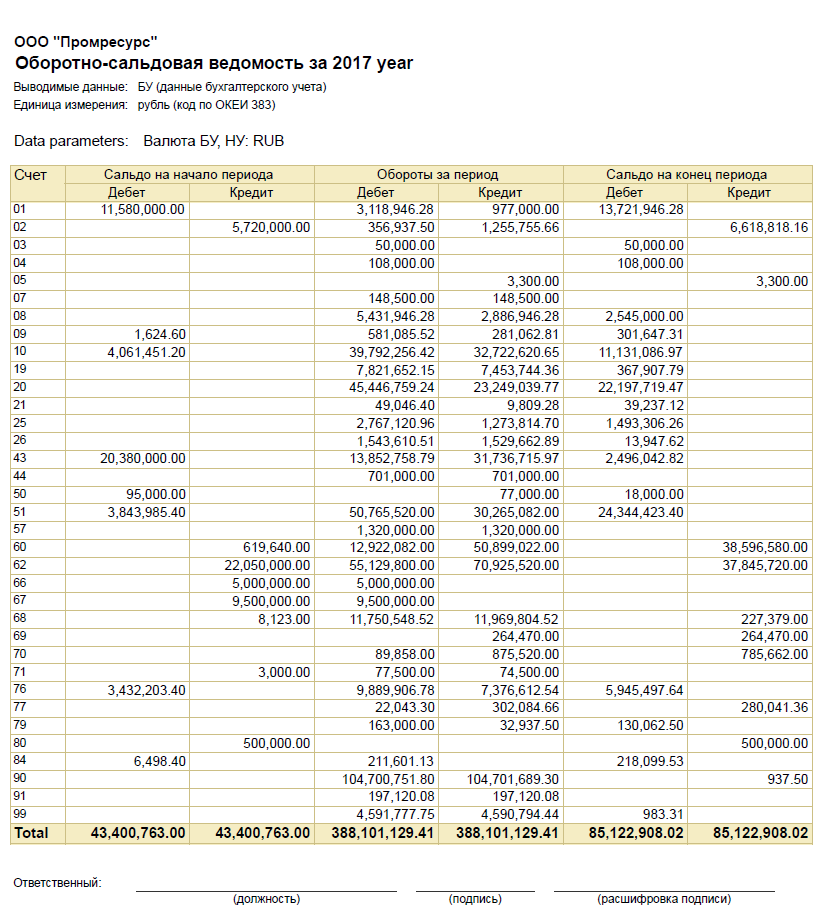 ООО "Промресурс"
Оборотно-сальдовая ведомость за 2017 year
Выводимые данные: БУ (данные бухгалтерского учета)
Единица измерения: рубль (код по ОКЕИ 383)
Data parameters: Валюта БУ, НУ: RUB
Счет Сальдо на начало периода Обороты за период Сальдо на конец периода
Дебет Кредит Дебет Кредит Дебет Кредит
01 11,580,000.00 3,118,946.28 977,000.00 13,721,946.28
02 5,720,000.00 356,937.50 1,255,755.66 6,618,818.16
03 50,000.00 50,000.00
04 108,000.00 108,000.00
05 3,300.00 3,300.00
07 148,500.00 148,500.00
08 5,431,946.28 2,886,946.28 2,545,000.00
09 1,624.60 581,085.52 281,062.81 301,647.31
10 4,061,451.20 39,792,256.42 32,722,620.65 11,131,086.97
19 7,821,652.15 7,453,744.36 367,907.79
20 45,446,759.24 23,249,039.77 22,197,719.47
21 49,046.40 9,809.28 39,237.12
25 2,767,120.96 1,273,814.70 1,493,306.26
26 1,543,610.51 1,529,662.89 13,947.62
43 20,380,000.00 13,852,758.79 31,736,715.97 2,496,042.82
44 701,000.00 701,000.00
50 95,000.00 77,000.00 18,000.00
51 3,843,985.40 50,765,520.00 30,265,082.00 24,344,423.40
57 1,320,000.00 1,320,000.00
60 619,640.00 12,922,082.00 50,899,022.00 38,596,580.00
62 22,050,000.00 55,129,800.00 70,925,520.00 37,845,720.00
66 5,000,000.00 5,000,000.00
67 9,500,000.00 9,500,000.00
68 8,123.00 11,750,548.52 11,969,804.52 227,379.00
69 264,470.00 264,470.00
70 89,858.00 875,520.00 785,662.00
71 3,000.00 77,500.00 74,500.00
76 3,432,203.40 9,889,906.78 7,376,612.54 5,945,497.64
77 22,043.30 302,084.66 280,041.36
79 163,000.00 32,937.50 130,062.50
80 500,000.00 500,000.00
84 6,498.40 211,601.13 218,099.53
90 104,700,751.80 104,701,689.30 937.50
91 197,120.08 197,120.08
99 4,591,777.75 4,590,794.44 983.31
Total 43,400,763.00 43,400,763.00 388,101,129.41 388,101,129.41 85,122,908.02 85,122,908.02
Ответственный:
(должность) (подпись) (расшифровка подписи)